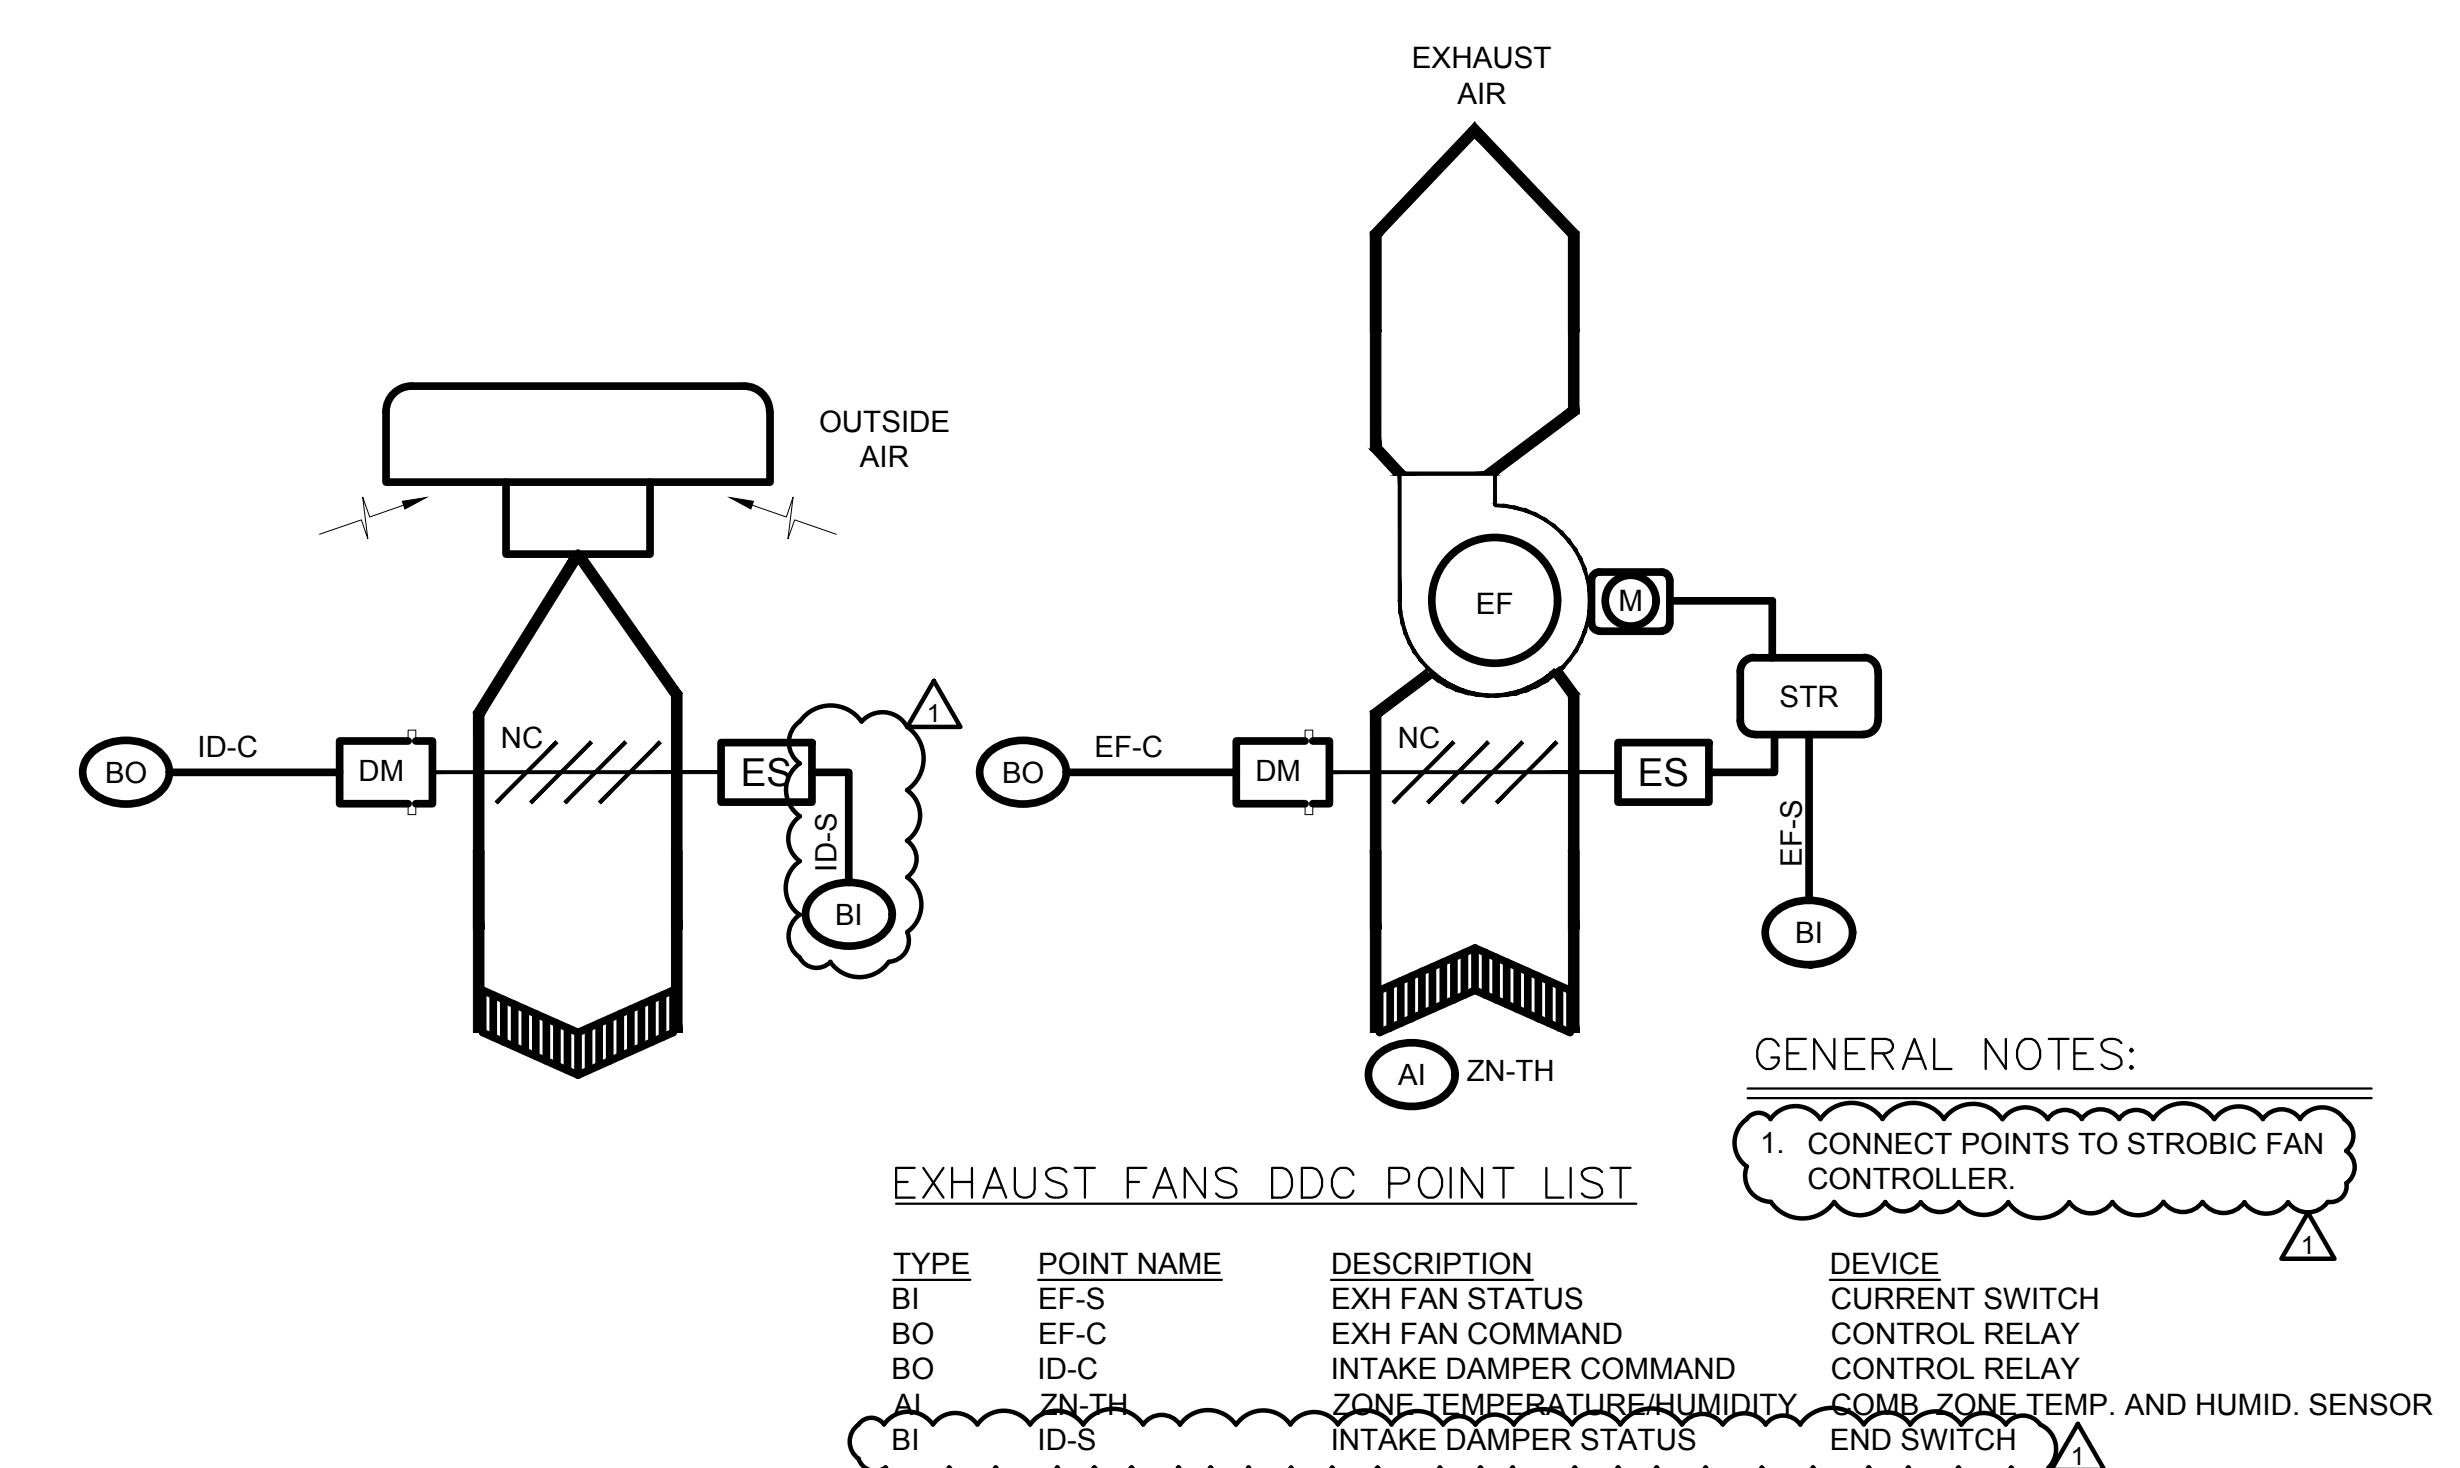 EXHAUST
AIR
OUTSIDE
AIR
EF
M
STR
1
NC
NC
BO
ID-C
DM
ES
BO
EF-C
DM
ES
ID-S
EF-S
BI
BI
AI
ZN-TH
GENERAL NOTES:
1. CONNECT POINTS TO STROBIC FAN
CONTROLLER.
1
EXHAUST FANS DDC POINT LIST
TYPE POINT NAME DESCRIPTION DEVICE
BI EF-S EXH FAN STATUS CURRENT SWITCH
BO EF-C EXH FAN COMMAND CONTROL RELAY
BO ID-C INTAKE DAMPER COMMAND CONTROL RELAY
AI ZN-TH ZONE TEMPERATURE/HUMIDITY COMB. ZONE TEMP. AND HUMID. SENSOR
BI ID-S INTAKE DAMPER STATUS END SWITCH
1